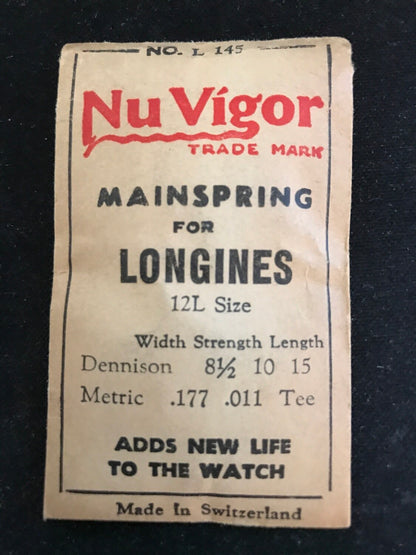 NO. L 145
Nu Vigor
TRADE MARK
MAINSPRING
FOR
LONGINES
12L Size
Width Strength Length
Dennison 8½ 10 15
Metric .177 .011 Tee
ADDS NEW LIFE
TO THE WATCH
Made In Switzerland